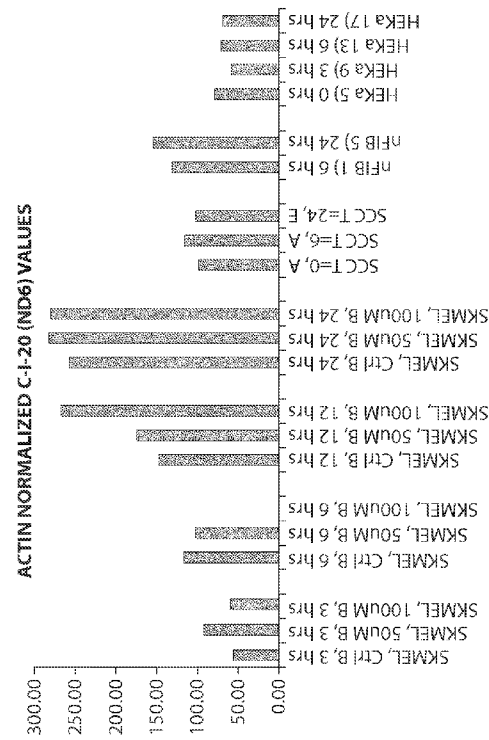 ACTIN NORMALIZED C-I-20 (ND6) VALUES
300.00
250.00
200.00
150.00
100.00
50.00
0.00
SKMEL, Ctrl B, 3 hrs
SKMEL, 50uM B, 3 hrs
SKMEL, 100uM B, 3 hrs
SKMEL, Ctrl B, 6 hrs
SKMEL, 50uM B, 6 hrs
SKMEL, 100uM B, 6 hrs
SKMEL, Ctrl B, 12 hrs
SKMEL, 50uM B, 12 hrs
SKMEL, 100uM B, 12 hrs
SKMEL, Ctrl B, 24 hrs
SKMEL, 50uM B, 24 hrs
SKMEL, 100uM B, 24 hrs
SCCT=0, A
SCCT=6, A
SCCT=24, E
nFIB 1) 6 hrs
nFIB 5) 24 hrs
HEKa 5) 0 hrs
HEKa 9) 3 hrs
HEKa 13) 6 hrs
HEKa 17) 24 hrs